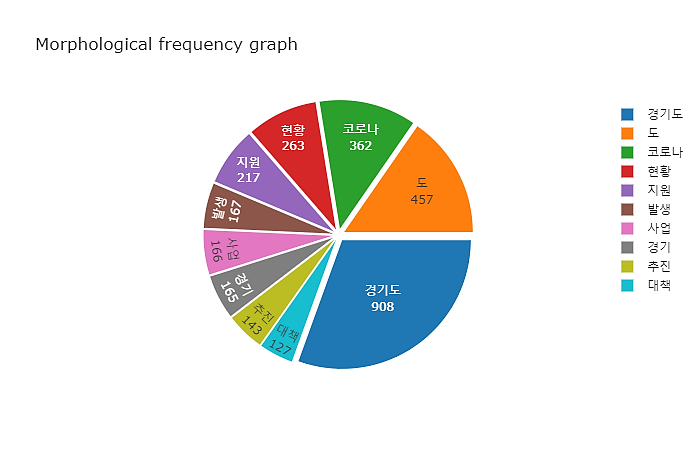 Morphological frequency graph
경기도
908
도
457
코로나
362
현황
263
지원
217
발생
167
사업
166
경기
165
추진
143
대책
127
경기도
도
코로나
현황
지원
발생
사업
경기
추진
대책